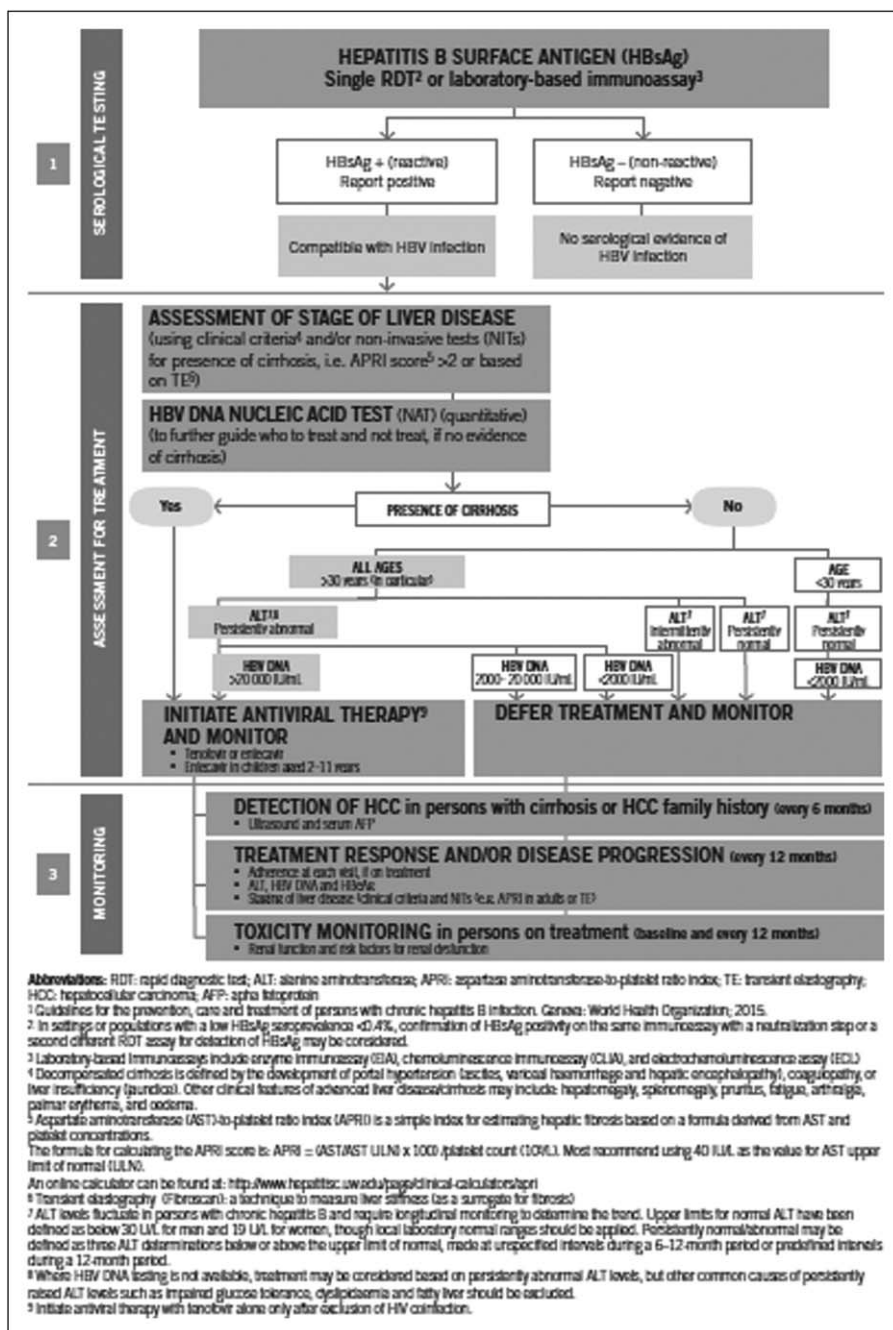 HEPATITIS B SURFACE ANTIGEN (HBsAg)
Single RDT² or laboratory-based immunoassay³
1
SEROLOGICAL TESTING
HBsAg + (reactive)
Report positive
HBsAg – (non-reactive)
Report negative
Compatible with HBV infection
No serological evidence of
HBV infection
2
ASSESSMENT FOR TREATMENT
ASSESSMENT OF STAGE OF LIVER DISEASE
(using clinical criteria⁴ and/or non-invasive tests (NITs)
for presence of cirrhosis, i.e. APRI score⁵ >2 or based
on TE⁶)
HBV DNA NUCLEIC ACID TEST (NAT) (quantitative)
(to further guide who to treat and not treat, if no evidence
of cirrhosis)
Yes
PRESENCE OF CIRRHOSIS
No
ALL AGES
>30 years (in particular)
AGE
<30 years
ALT⁷,⁸
Persistently abnormal
ALT⁷
Intermittently
abnormal
ALT⁷
Persistently
normal
ALT⁷
Persistently
normal
HBV DNA
>20 000 IU/mL
HBV DNA
2000– 20 000 IU/mL
HBV DNA
<2000 IU/mL
HBV DNA
<2000 IU/mL
INITIATE ANTIVIRAL THERAPY⁹
AND MONITOR
▪ Tenofovir or entecavir
▪ Entecavir in children aged 2–11 years
DEFER TREATMENT AND MONITOR
3
MONITORING
DETECTION OF HCC in persons with cirrhosis or HCC family history (every 6 months)
▪ Ultrasound and serum AFP
TREATMENT RESPONSE AND/OR DISEASE PROGRESSION (every 12 months)
▪ Adherence at each visit, if on treatment
▪ ALT, HBV DNA and HBeAg
▪ Staging of liver disease (clinical criteria and NITs (e.g. APRI in adults or TE)
TOXICITY MONITORING in persons on treatment (baseline and every 12 months)
▪ Renal function and risk factors for renal dysfunction
Abbreviations: RDT: rapid diagnostic test; ALT: alanine aminotransferase; APRI: aspartase aminotransferase-to-platelet ratio index; TE: transient elastography;
HCC: hepatocellular carcinoma; AFP: apha fetoprotein
¹ Guidelines for the prevention, care and treatment of persons with chronic hepatitis B infection. Geneva: World Health Organization; 2015.
² In settings or populations with a low HBsAg seroprevalence <0.4%, confirmation of HBsAg positivity on the same immunoassay with a neutralization step or a
second different RDT assay for detection of HBsAg may be considered.
³ Laboratory-based immunoassays include enzyme immunoassay (EIA), chemoluminescence immunoassay (CLIA), and electrochemoluminescence assay (ECL)
⁴ Decompensated cirrhosis is defined by the development of portal hypertension (ascites, variceal haemorrhage and hepatic encephalopathy), coagulopathy, or
liver insufficiency (jaundice). Other clinical features of advanced liver disease/cirrhosis may include: hepatomegaly, splenomegaly, pruritus, fatigue, arthralgia,
palmar erythema, and oedema.
⁵ Aspartate aminotransferase (AST)-to-platelet ratio index (APRI) is a simple index for estimating hepatic fibrosis based on a formula derived from AST and
platelet concentrations.
The formula for calculating the APRI score is: APRI = (AST/AST ULN) x 100) /platelet count (10⁹/L). Most recommend using 40 IU/L as the value for AST upper
limit of normal (ULN).
An online calculator can be found at: http://www.hepatitisc.uw.edu/page/clinical-calculators/apri
⁶ Transient elastography (Fibroscan): a technique to measure liver stiffness (as a surrogate for fibrosis)
⁷ ALT levels fluctuate in persons with chronic hepatitis B and require longitudinal monitoring to determine the trend. Upper limits for normal ALT have been
defined as below 30 U/L for men and 19 U/L for women, though local laboratory normal ranges should be applied. Persistently normal/abnormal may be
defined as three ALT determinations below or above the upper limit of normal, made at unspecified intervals during a 6–12-month period or predefined intervals
during a 12-month period.
⁸ Where HBV DNA testing is not available, treatment may be considered based on persistently abnormal ALT levels, but other common causes of persistently
raised ALT levels such as impaired glucose tolerance, dyslipidaemia and fatty liver should be excluded.
⁹ Initiate antiviral therapy with tenofovir alone only after exclusion of HIV coinfection.